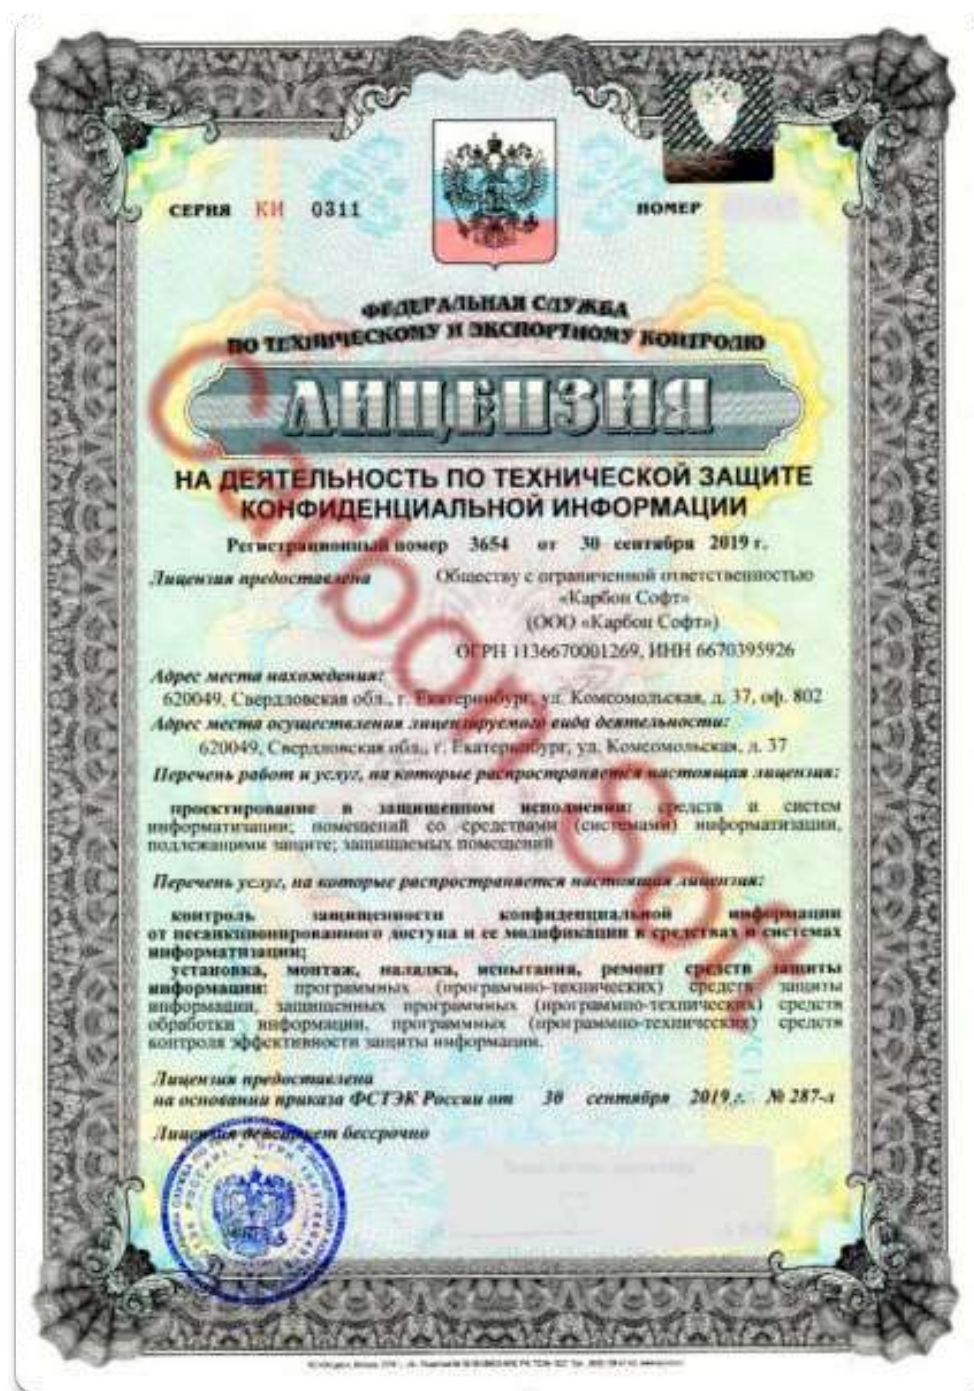 СЕРИЯ КИ 0311 НОМЕР
ФЕДЕРАЛЬНАЯ СЛУЖБА
ПО ТЕХНИЧЕСКОМУ И ЭКСПОРТНОМУ КОНТРОЛЮ
ЛИЦЕНЗИЯ
НА ДЕЯТЕЛЬНОСТЬ ПО ТЕХНИЧЕСКОЙ ЗАЩИТЕ
КОНФИДЕНЦИАЛЬНОЙ ИНФОРМАЦИИ
Регистрационный номер 3654 от 30 сентября 2019 г.
Лицензия предоставлена Обществу с ограниченной ответственностью
«Карбон Софт»
(ООО «Карбон Софт»)
ОГРН 1136670001269, ИНН 6670395926
Адрес места нахождения:
620049, Свердловская обл., г. Екатеринбург, ул. Комсомольская, д. 37, оф. 802
Адрес места осуществления лицензируемого вида деятельности:
620049, Свердловская обл., г. Екатеринбург, ул. Комсомольская, д. 37
Перечень работ и услуг, на которые распространяется настоящая лицензия:
проектирование в защищенном исполнении: средств и систем
информатизации; помещений со средствами (системами) информатизации,
подлежащими защите; защищаемых помещений
Перечень услуг, на которые распространяется настоящая лицензия:
контроль защищенности конфиденциальной информации
от несанкционированного доступа и ее модификации в средствах и системах
информатизации;
установка, монтаж, наладка, испытания, ремонт средств защиты
информации: программных (программно-технических) средств защиты
информации, защищенных программных (программно-технических) средств
обработки информации, программных (программно-технических) средств
контроля эффективности защиты информации.
Лицензия предоставлена
на основании приказа ФСТЭК России от 30 сентября 2019 г. № 287-л
Лицензия действует бессрочно
Carbon Soft